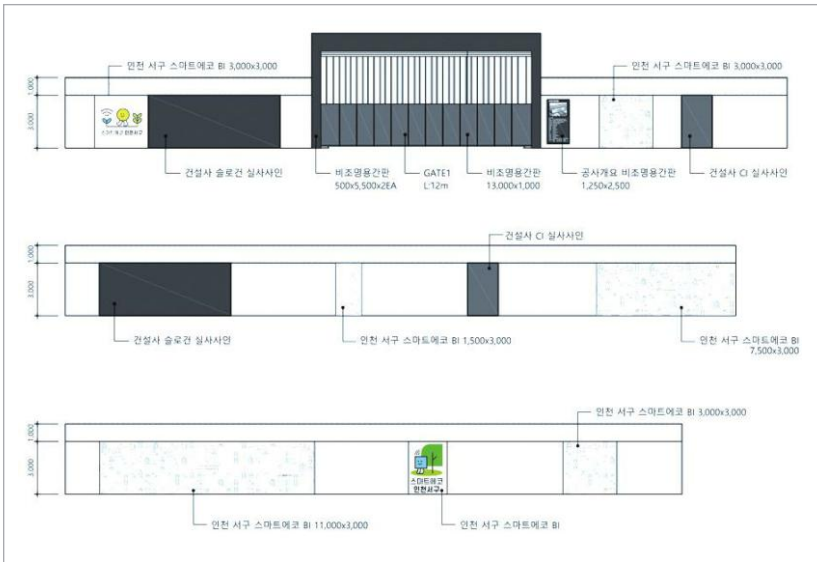 인천 서구 스마트에코 BI 3,000x3,000
인천 서구 스마트에코 BI 3,000x3,000
1,000
3,000
스마트에코 인천서구
건설사 슬로건 실사사인
비조명용간판
500x5,500x2EA
GATE1
L:12m
비조명용간판
13,000x1,000
공사개요 비조명용간판
1,250x2,500
건설사 CI 실사사인
건설사 CI 실사사인
1,000
3,000
건설사 슬로건 실사사인
인천 서구 스마트에코 BI 1,500x3,000
인천 서구 스마트에코 BI
7,500x3,000
인천 서구 스마트에코 BI 3,000x3,000
1,000
3,000
스마트에코
인천서구
인천 서구 스마트에코 BI 11,000x3,000
인천 서구 스마트에코 BI